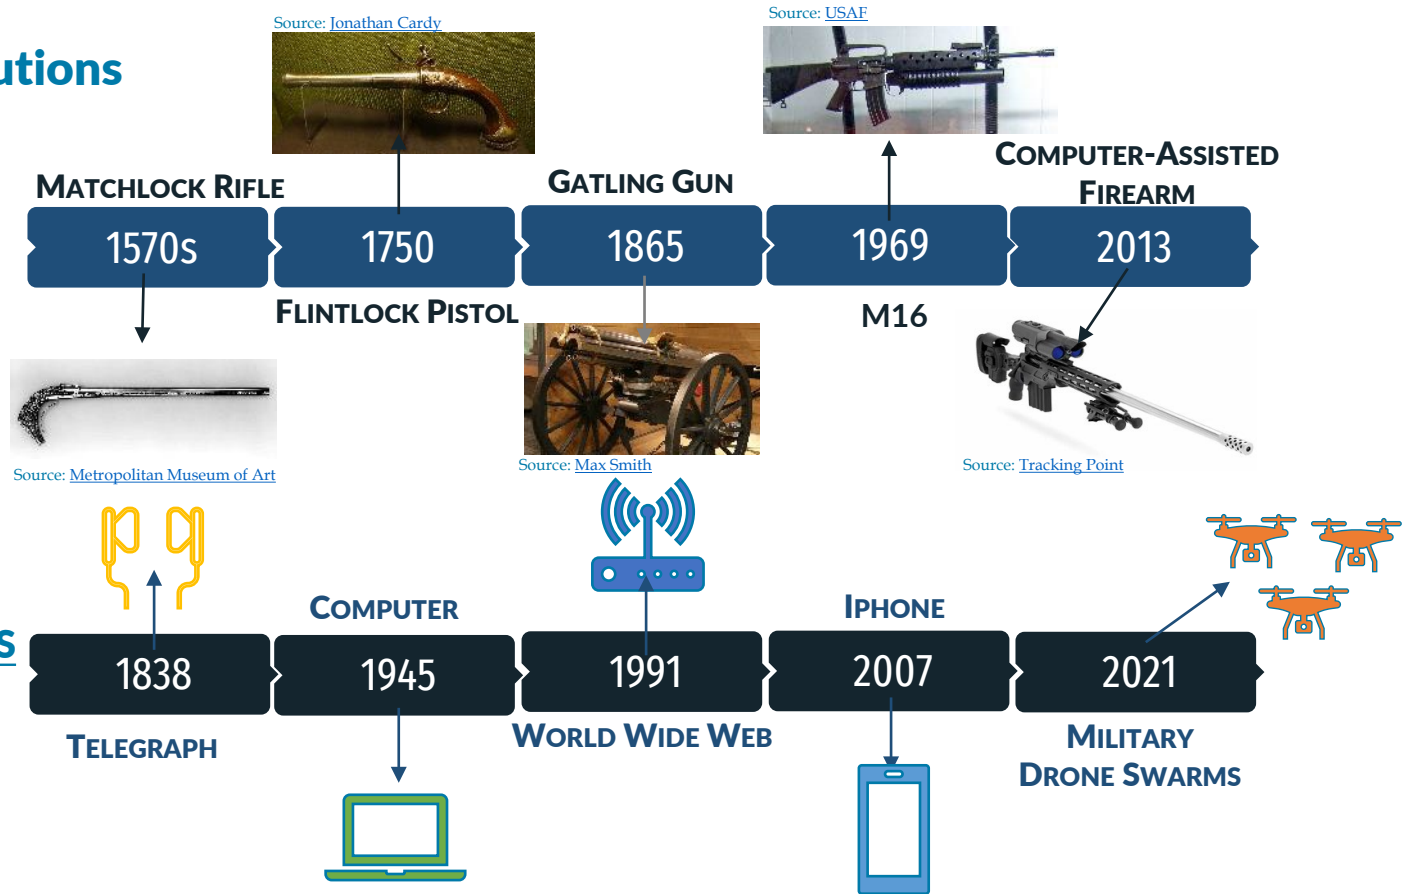 Source: Jonathan Cardy
Source: USAF
utions
MATCHLOCK RIFLE
GATLING GUN
COMPUTER-ASSISTED
FIREARM
1570s
1750
1865
1969
2013
FLINTLOCK PISTOL
M16
Source: Metropolitan Museum of Art
Source: Max Smith
Source: Tracking Point
COMPUTER
IPHONE
s
1838
1945
1991
2007
2021
TELEGRAPH
WORLD WIDE WEB
MILITARY
DRONE SWARMS